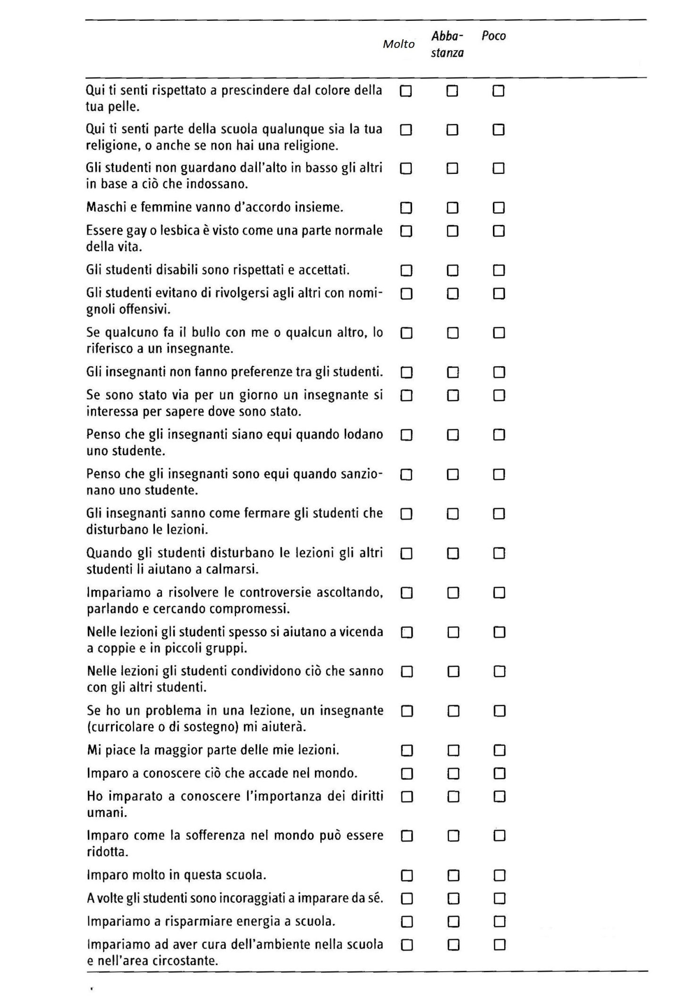 Molto Abba- Poco
stanza
Qui ti senti rispettato a prescindere dal colore della ☐ ☐ ☐
tua pelle.
Qui ti senti parte della scuola qualunque sia la tua ☐ ☐ ☐
religione, o anche se non hai una religione.
Gli studenti non guardano dall'alto in basso gli altri ☐ ☐ ☐
in base a ciò che indossano.
Maschi e femmine vanno d'accordo insieme. ☐ ☐ ☐
Essere gay o lesbica è visto come una parte normale ☐ ☐ ☐
della vita.
Gli studenti disabili sono rispettati e accettati. ☐ ☐ ☐
Gli studenti evitano di rivolgersi agli altri con nomi- ☐ ☐ ☐
gnoli offensivi.
Se qualcuno fa il bullo con me o qualcun altro, lo ☐ ☐ ☐
riferisco a un insegnante.
Gli insegnanti non fanno preferenze tra gli studenti. ☐ ☐ ☐
Se sono stato via per un giorno un insegnante si ☐ ☐ ☐
interessa per sapere dove sono stato.
Penso che gli insegnanti siano equi quando lodano ☐ ☐ ☐
uno studente.
Penso che gli insegnanti sono equi quando sanzio- ☐ ☐ ☐
nano uno studente.
Gli insegnanti sanno come fermare gli studenti che ☐ ☐ ☐
disturbano le lezioni.
Quando gli studenti disturbano le lezioni gli altri ☐ ☐ ☐
studenti li aiutano a calmarsi.
Impariamo a risolvere le controversie ascoltando, ☐ ☐ ☐
parlando e cercando compromessi.
Nelle lezioni gli studenti spesso si aiutano a vicenda ☐ ☐ ☐
a coppie e in piccoli gruppi.
Nelle lezioni gli studenti condividono ciò che sanno ☐ ☐ ☐
con gli altri studenti.
Se ho un problema in una lezione, un insegnante ☐ ☐ ☐
(curricolare o di sostegno) mi aiuterà.
Mi piace la maggior parte delle mie lezioni. ☐ ☐ ☐
Imparo a conoscere ciò che accade nel mondo. ☐ ☐ ☐
Ho imparato a conoscere l'importanza dei diritti ☐ ☐ ☐
umani.
Imparo come la sofferenza nel mondo può essere ☐ ☐ ☐
ridotta.
Imparo molto in questa scuola. ☐ ☐ ☐
A volte gli studenti sono incoraggiati a imparare da sé. ☐ ☐ ☐
Impariamo a risparmiare energia a scuola. ☐ ☐ ☐
Impariamo ad aver cura dell'ambiente nella scuola ☐ ☐ ☐
e nell'area circostante.